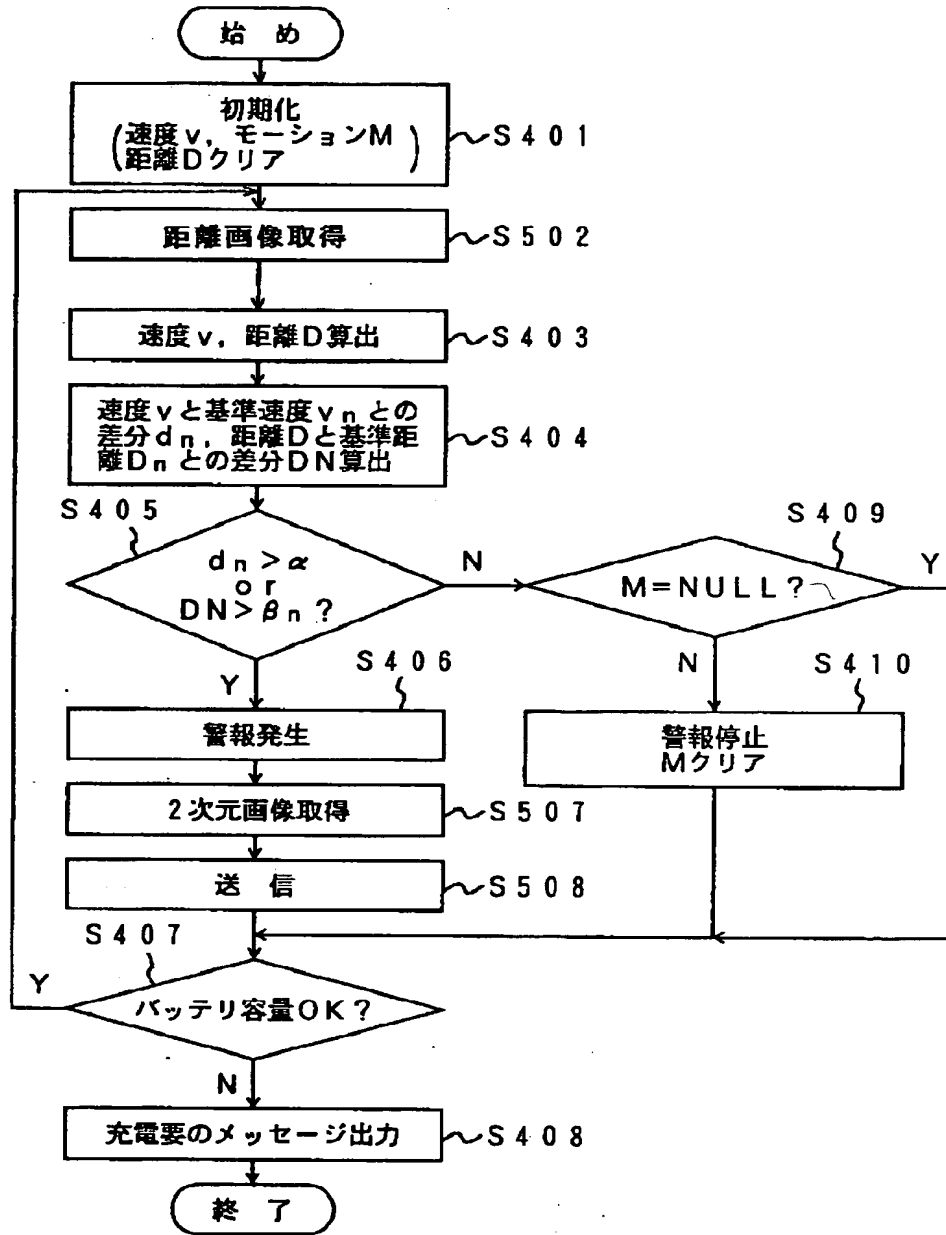 始 め
初期化
(速度v, モーションM
距離Dクリア)
S401
距離画像取得
S502
速度v, 距離D算出
S403
速度vと基準速度vnとの
差分dn, 距離Dと基準距
離Dnとの差分DN算出
S404
S405
dn>α
or
DN>βn?
N
Y
S409
M=NULL?
Y
N
S406
警報発生
S410
警報停止
Mクリア
2次元画像取得
S507
送 信
S508
S407
Y
バッテリ容量OK?
N
充電要のメッセージ出力
S408
終 了